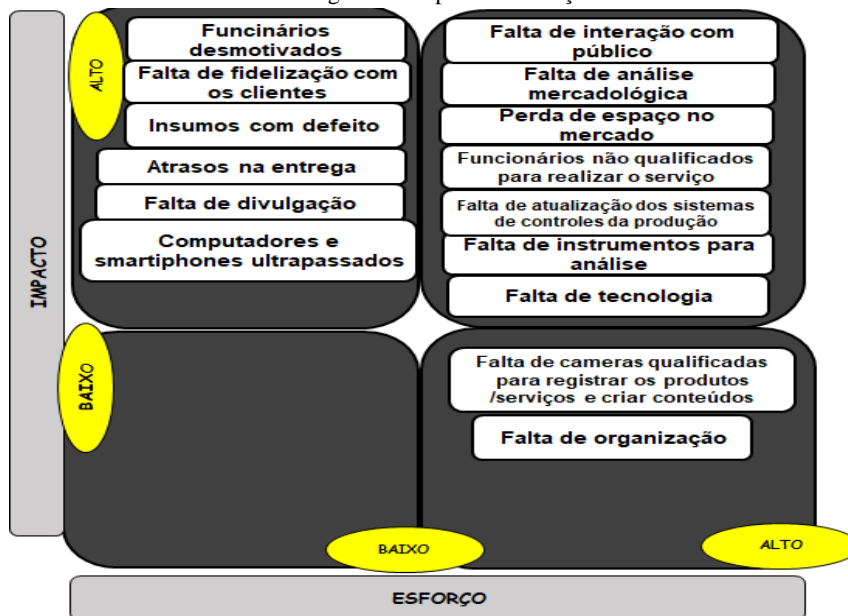 Funcinários
desmotivados
Falta de fidelização com
os clientes
Insumos com defeito
Atrasos na entrega
Falta de divulgação
Computadores e
smartiphones ultrapassados
Falta de interação com
público
Falta de análise
mercadológica
Perda de espaço no
mercado
Funcionários não qualificados
para realizar o serviço
Falta de atualização dos sistemas
de controles da produção
Falta de instrumentos para
análise
Falta de tecnologia
Falta de cameras qualificadas
para registrar os produtos
/serviços e criar conteúdos
Falta de organização
ALTO
IMPACTO
BAIXO
BAIXO
ALTO
ESFORÇO